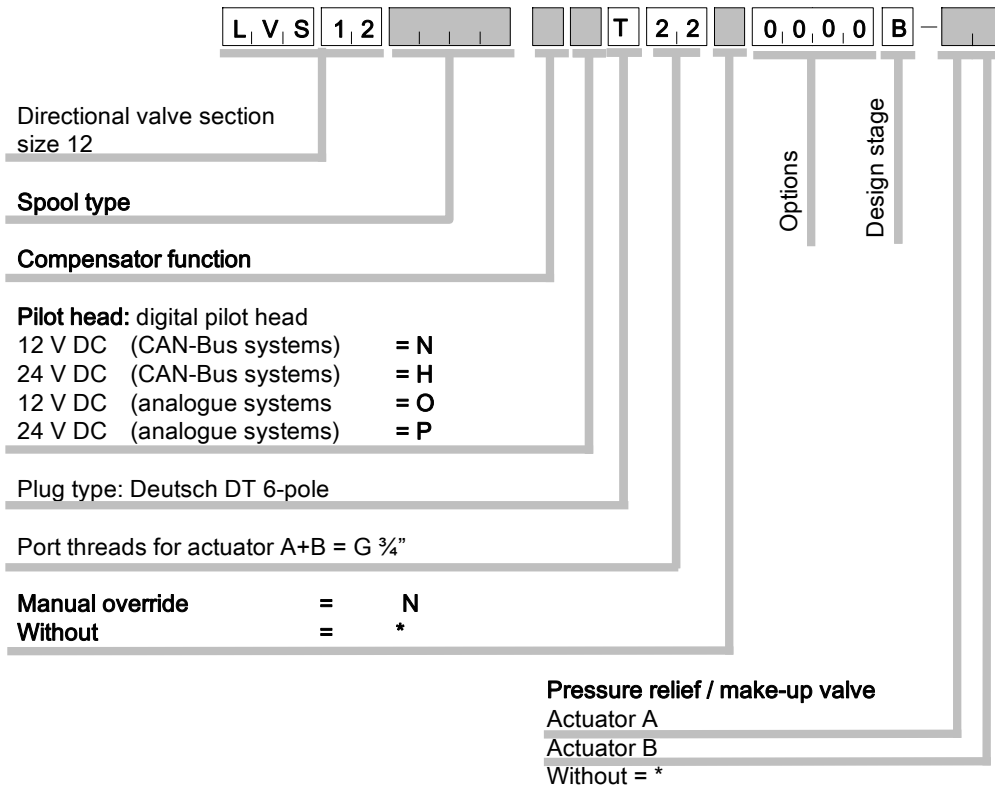 L V S 1 2 T 2 2 0 0 0 0 B –
Directional valve section
size 12
Options
Design stage
Spool type
Compensator function
Pilot head: digital pilot head
12 V DC (CAN-Bus systems) = N
24 V DC (CAN-Bus systems) = H
12 V DC (analogue systems = O
24 V DC (analogue systems) = P
Plug type: Deutsch DT 6-pole
Port threads for actuator A+B = G ¾”
Manual override = N
Without = *
Pressure relief / make-up valve
Actuator A
Actuator B
Without = *